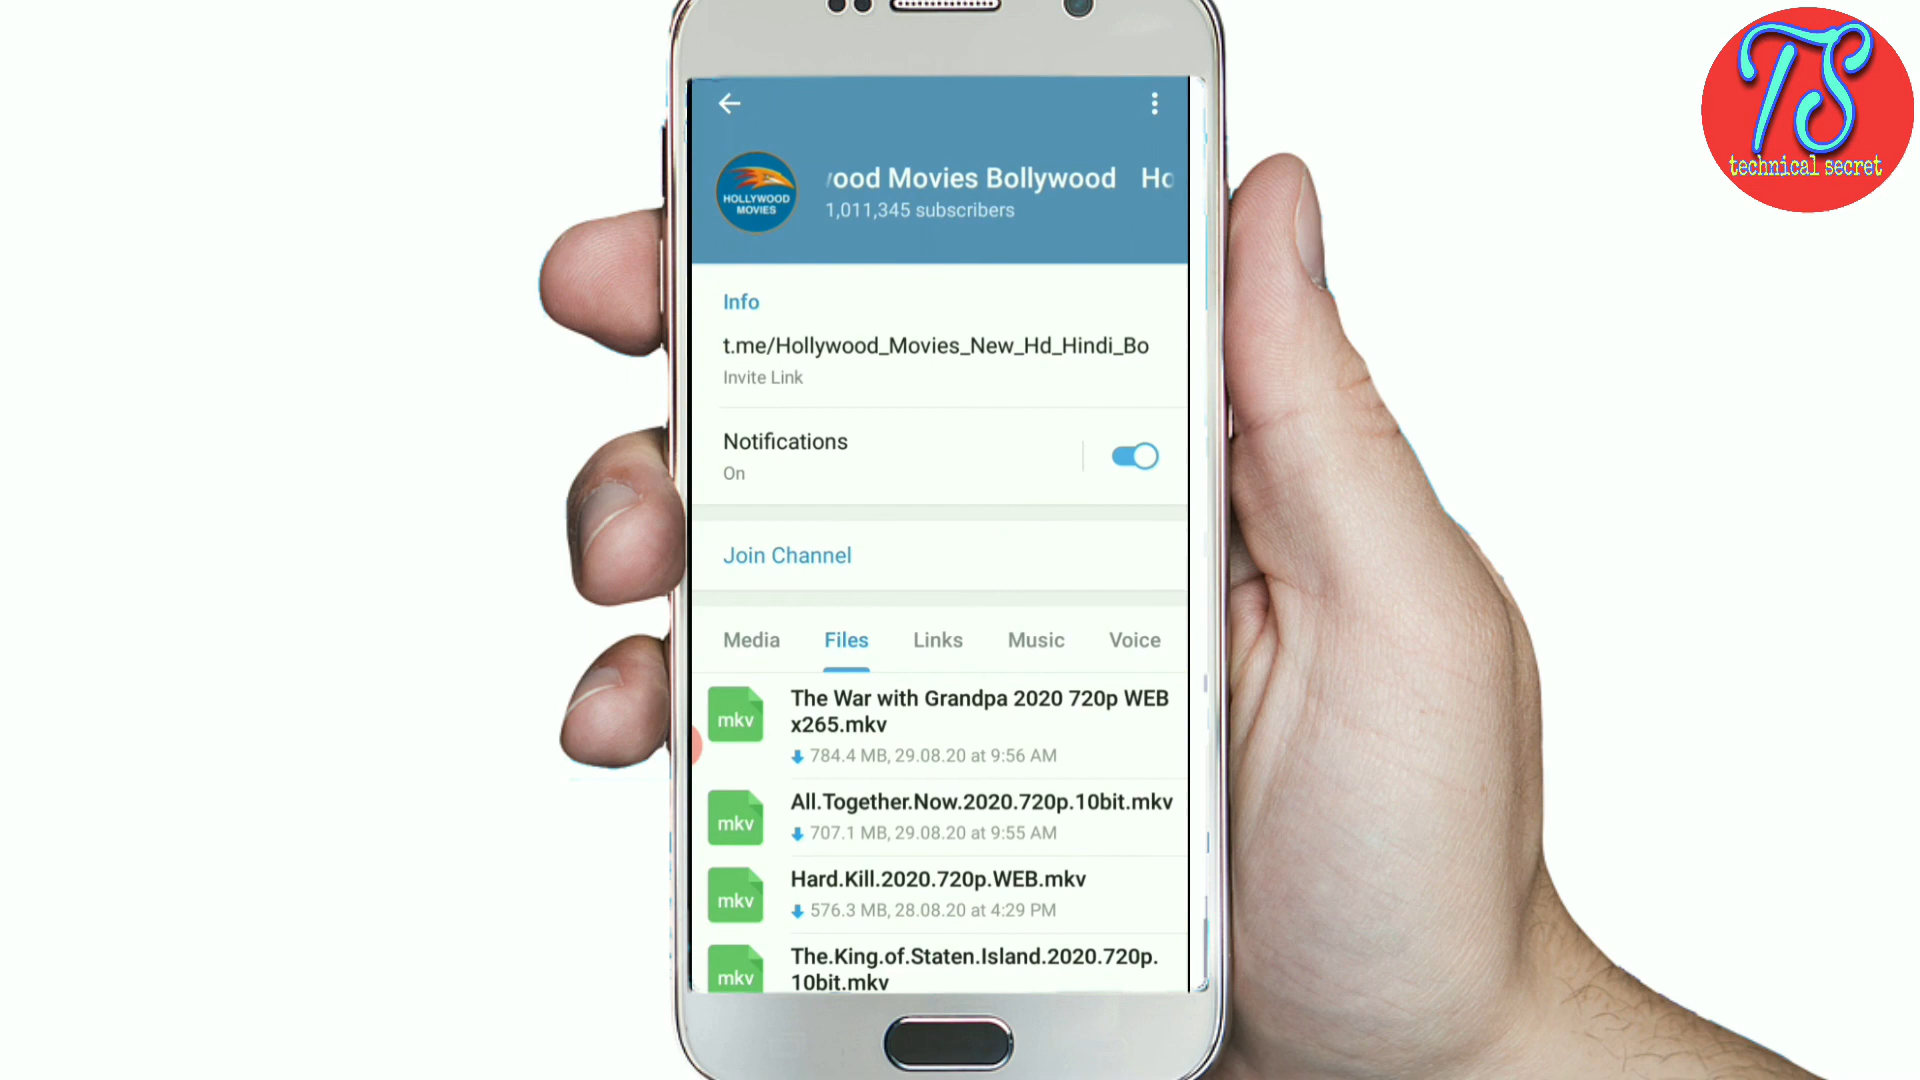 TS
technical secret
ood Movies Bollywood Ho
1,011,345 subscribers
HOLLYWOOD
MOVIES
Info
t.me/Hollywood_Movies_New_Hd_Hindi_Bo
Invite Link
Notifications
On
Join Channel
Media Files Links Music Voice
mkv
The War with Grandpa 2020 720p WEB
x265.mkv
784.4 MB, 29.08.20 at 9:56 AM
mkv
All.Together.Now.2020.720p.10bit.mkv
707.1 MB, 29.08.20 at 9:55 AM
mkv
Hard.Kill.2020.720p.WEB.mkv
576.3 MB, 28.08.20 at 4:29 PM
mkv
The.King.of.Staten.Island.2020.720p.
10bit.mkv